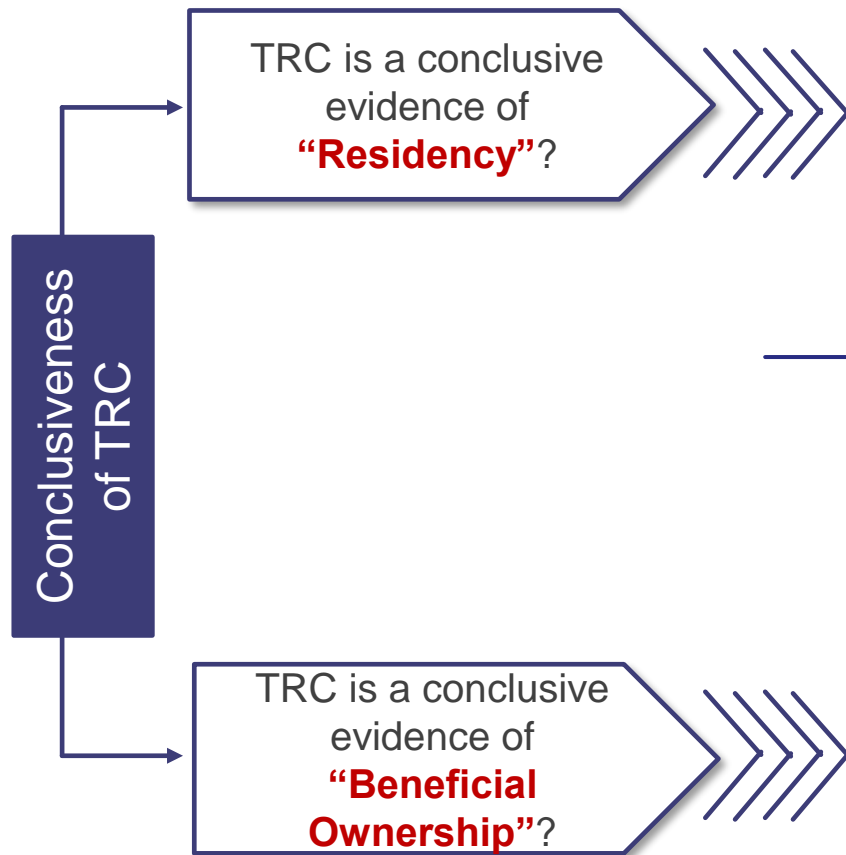 TRC is a conclusive
evidence of
“Residency”?
Conclusiveness
of TRC
TRC is a conclusive
evidence of
“Beneficial
Ownership”?